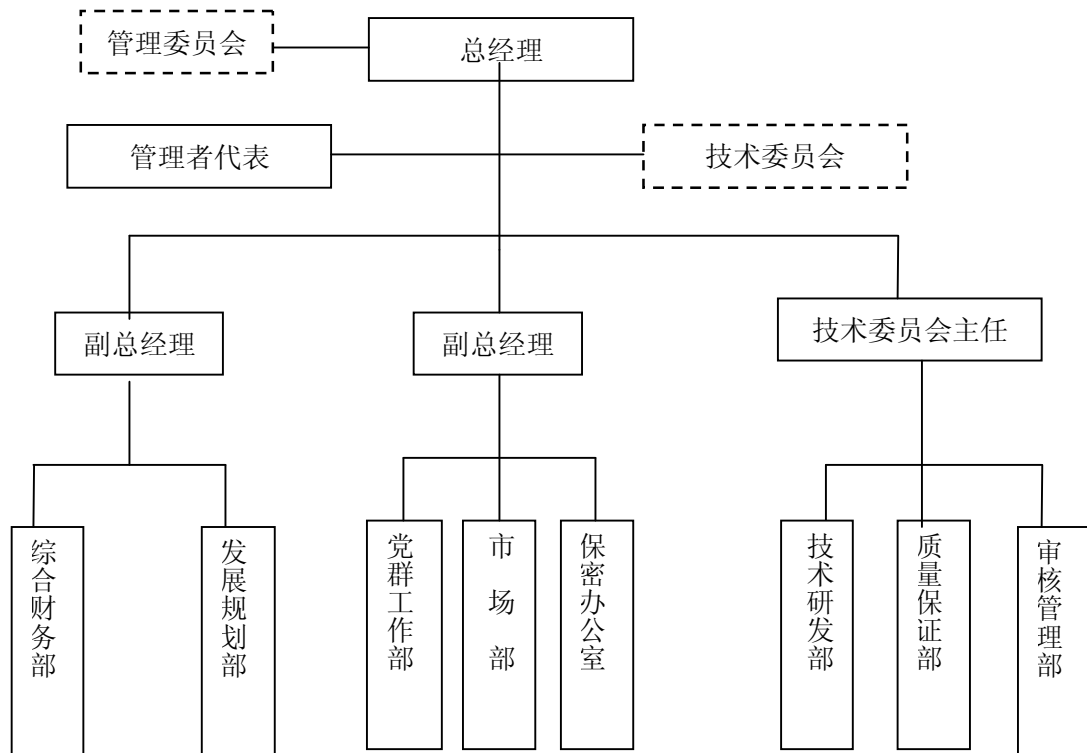 管理委员会
总经理
管理者代表
技术委员会
副总经理
副总经理
技术委员会主任
综合财务部
发展规划部
党群工作部
市场部
保密办公室
技术研发部
质量保证部
审核管理部